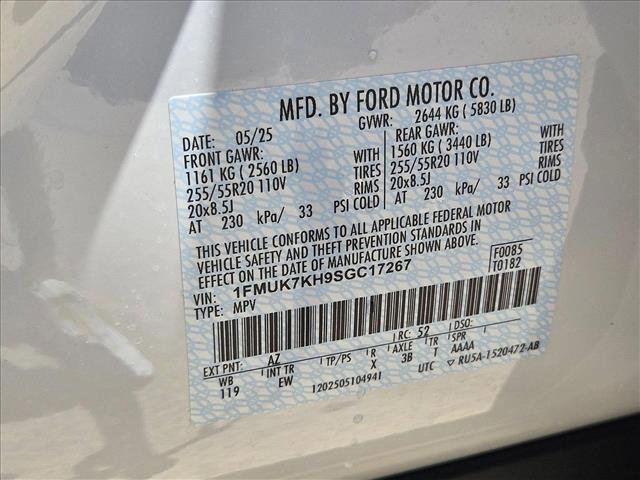 MFD. BY FORD MOTOR CO.
DATE: 05/25 GVWR: 2644 KG ( 5830 LB)
FRONT GAWR: REAR GAWR:
1161 KG ( 2560 LB) WITH 1560 KG ( 3440 LB) WITH
255/55R20 110V TIRES 255/55R20 110V TIRES
20x8.5J RIMS 20x8.5J RIMS
AT 230 kPa/ 33 PSI COLD AT 230 kPa/ 33 PSI COLD
THIS VEHICLE CONFORMS TO ALL APPLICABLE FEDERAL MOTOR
VEHICLE SAFETY AND THEFT PREVENTION STANDARDS IN
EFFECT ON THE DATE OF MANUFACTURE SHOWN ABOVE.
VIN: 1FMUK7KH9SGC17267 F0085
TYPE: MPV T0182
EXT PNT: AZ RC: 52 DSO:
WB INT TR TP/PS R AXLE TR SPR
119 EW X 3B T AAAA
1202505104941 UTC ▽ RU5A-1520472-AB